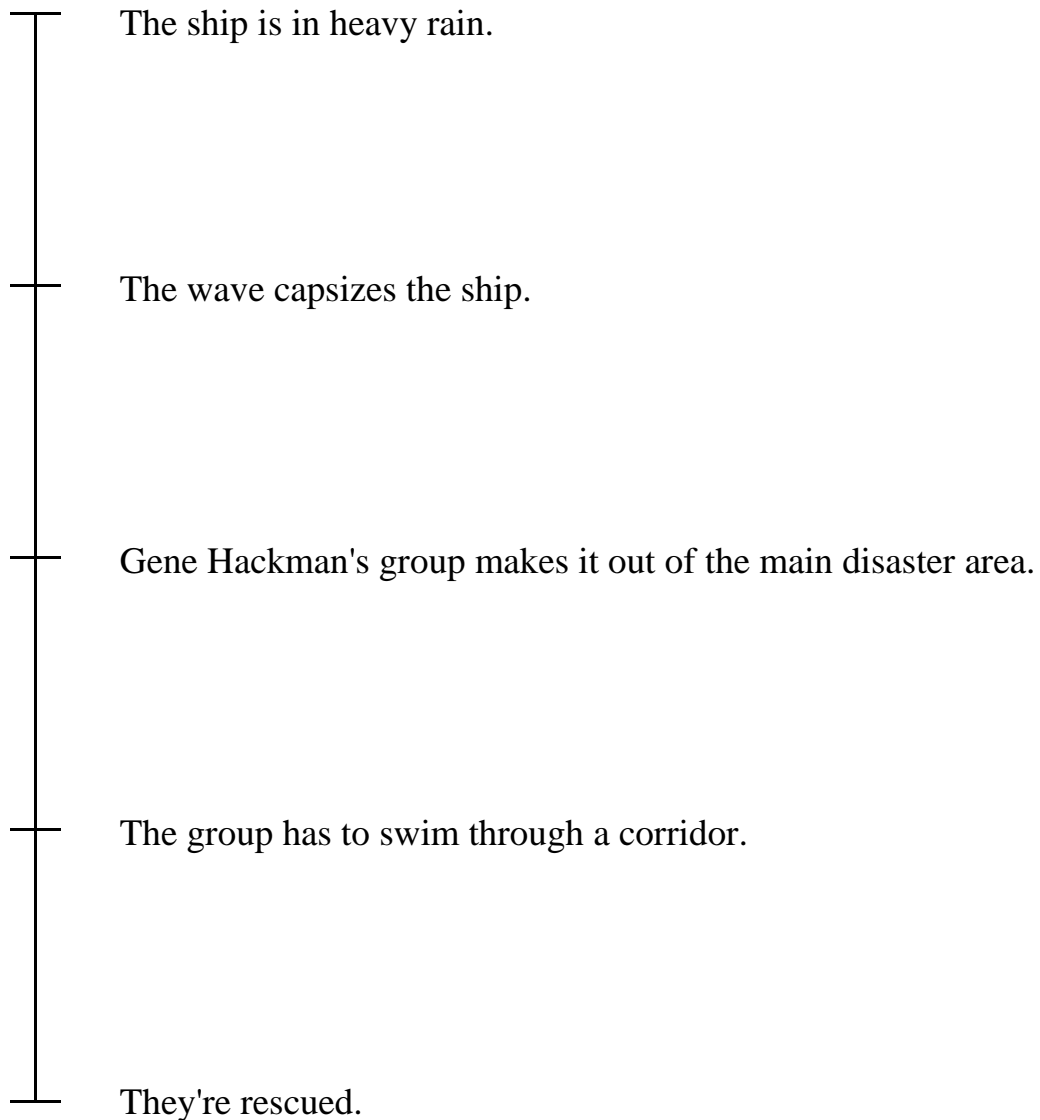 The ship is in heavy rain.
The wave capsizes the ship.
Gene Hackman's group makes it out of the main disaster area.
The group has to swim through a corridor.
They're rescued.